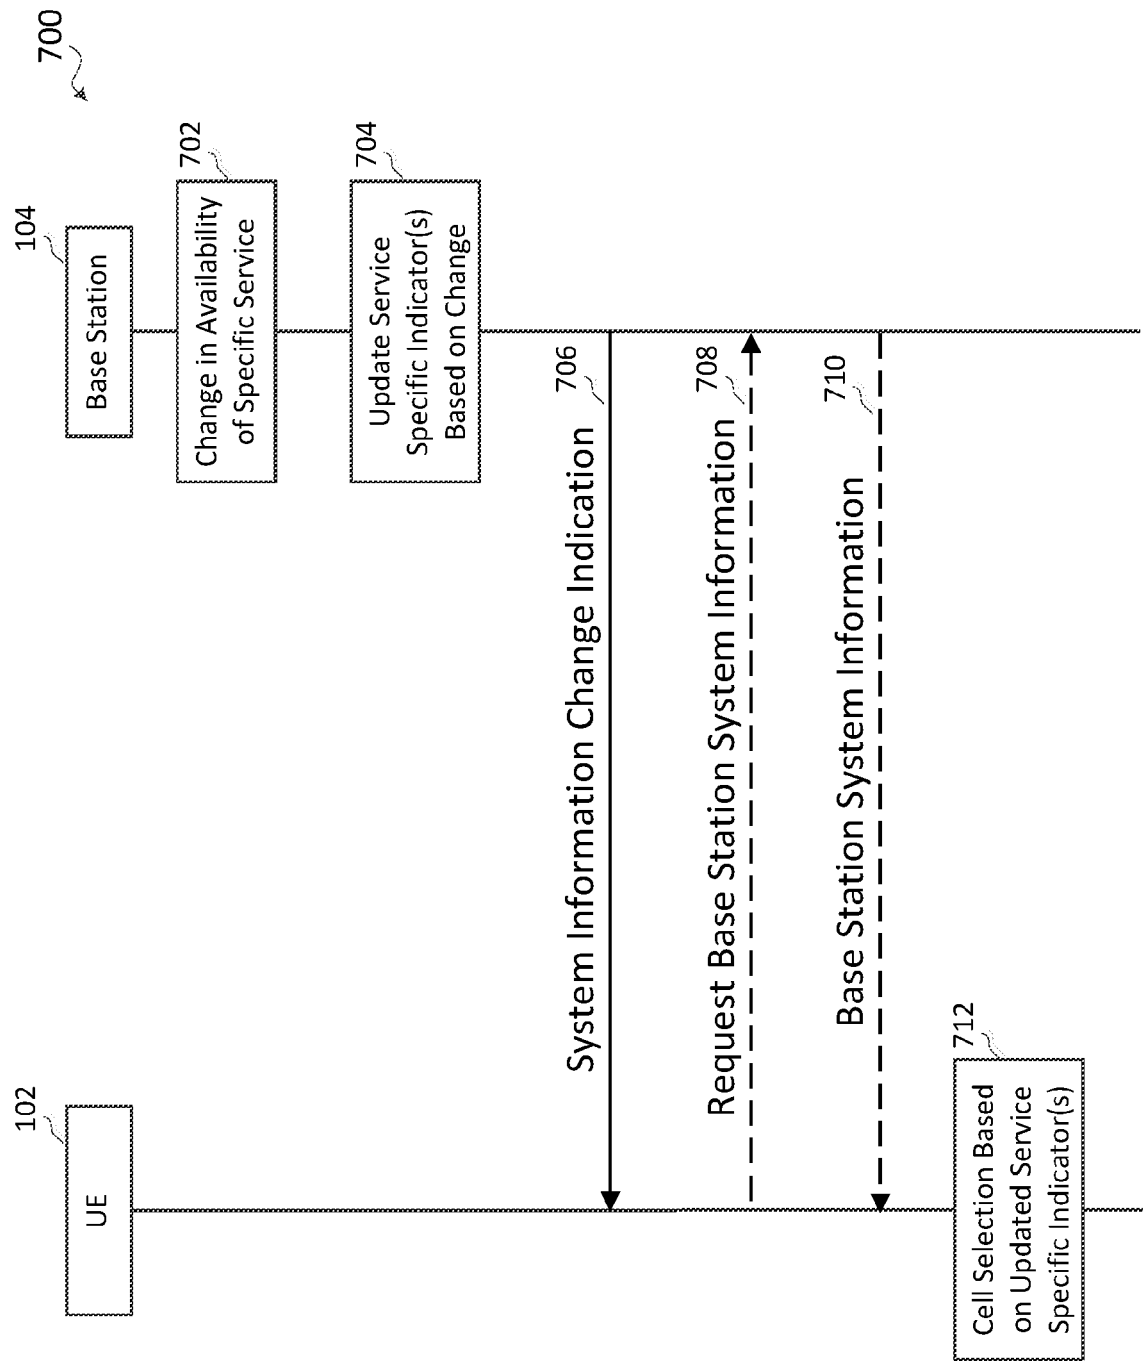 700
102
UE
104
Base Station
702
Change in Availability
of Specific Service
704
Update Service
Specific Indicator(s)
Based on Change
System Information Change Indication
706
Request Base Station System Information
708
Base Station System Information
710
712
Cell Selection Based
on Updated Service
Specific Indicator(s)